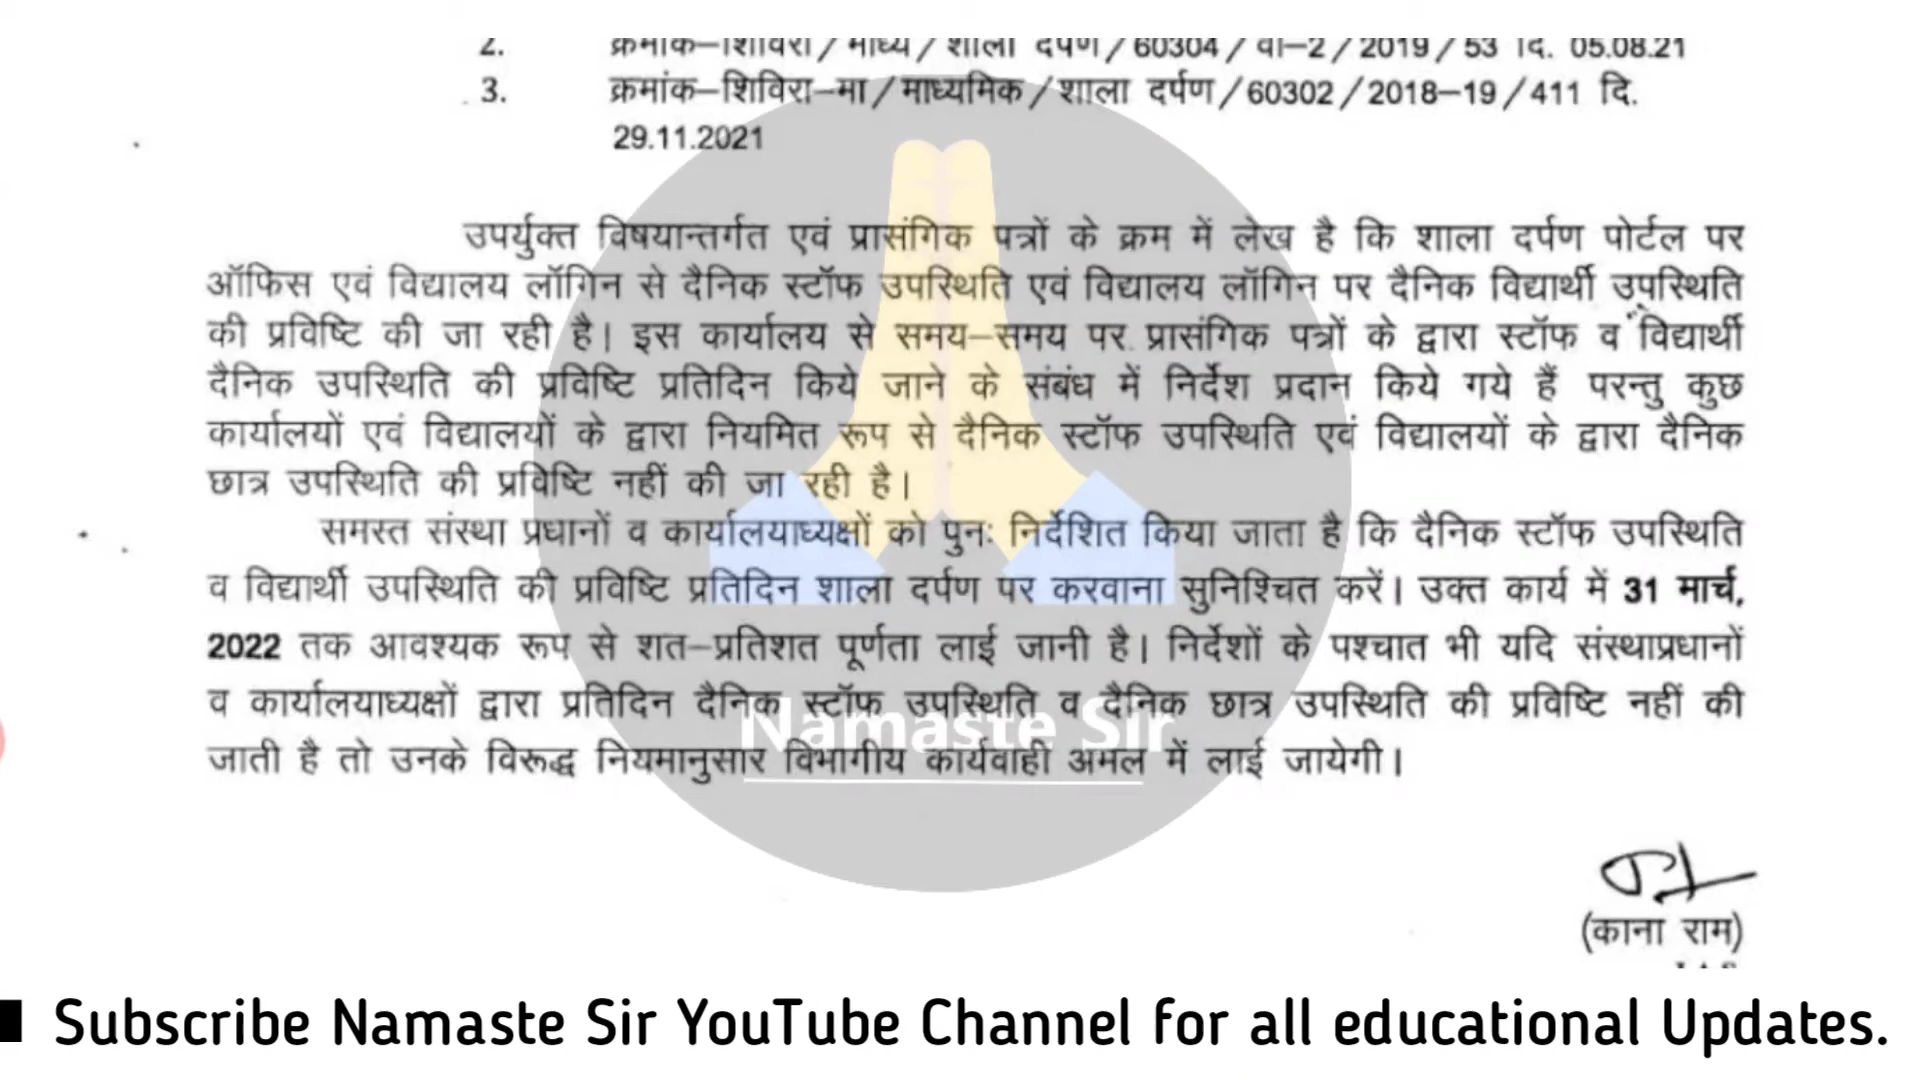 2. क्रमांक–शिविरा/माध्य/शाला दर्पण/60304/वा–2/2019/53 दि. 05.08.21
3. क्रमांक–शिविरा–मा/माध्यमिक/शाला दर्पण/60302/2018–19/411 दि.
29.11.2021
उपर्युक्त विषयान्तर्गत एवं प्रासंगिक पत्रों के क्रम में लेख है कि शाला दर्पण पोर्टल पर
ऑफिस एवं विद्यालय लॉगिन से दैनिक स्टॉफ उपस्थिति एवं विद्यालय लॉगिन पर दैनिक विद्यार्थी उपस्थिति
की प्रविष्टि की जा रही है। इस कार्यालय से समय–समय पर प्रासंगिक पत्रों के द्वारा स्टॉफ व विद्यार्थी
दैनिक उपस्थिति की प्रविष्टि प्रतिदिन किये जाने के संबंध में निर्देश प्रदान किये गये हैं परन्तु कुछ
कार्यालयों एवं विद्यालयों के द्वारा नियमित रूप से दैनिक स्टॉफ उपस्थिति एवं विद्यालयों के द्वारा दैनिक
छात्र उपस्थिति की प्रविष्टि नहीं की जा रही है।
समस्त संस्था प्रधानों व कार्यालयाध्यक्षों को पुनः निर्देशित किया जाता है कि दैनिक स्टॉफ उपस्थिति
व विद्यार्थी उपस्थिति की प्रविष्टि प्रतिदिन शाला दर्पण पर करवाना सुनिश्चित करें। उक्त कार्य में 31 मार्च,
2022 तक आवश्यक रूप से शत–प्रतिशत पूर्णता लाई जानी है। निर्देशों के पश्चात भी यदि संस्थाप्रधानों
व कार्यालयाध्यक्षों द्वारा प्रतिदिन दैनिक स्टॉफ उपस्थिति व दैनिक छात्र उपस्थिति की प्रविष्टि नहीं की
Namaste Sir
जाती है तो उनके विरूद्ध नियमानुसार विभागीय कार्यवाही अमल में लाई जायेगी।
(काना राम)
Subscribe Namaste Sir YouTube Channel for all educational Updates.